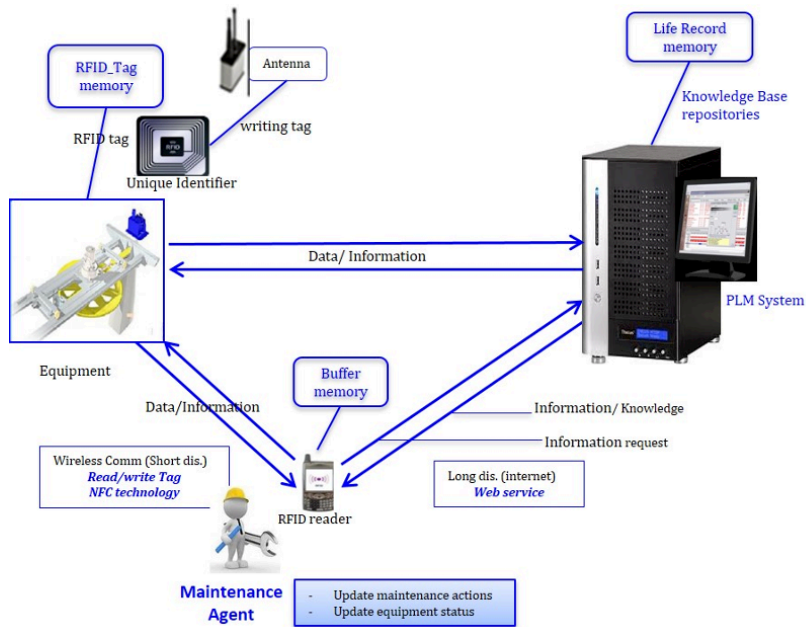 RFID_Tag
memory
Antenna
Life Record
memory
Knowledge Base
repositories
RFID tag
writing tag
RFID
Unique Identifier
Data/ Information
PLM System
Equipment
Buffer
memory
Data/Information
Information/ Knowledge
Information request
Wireless Comm (Short dis.)
Read/write Tag
NFC technology
Long dis. (internet)
Web service
RFID reader
Maintenance
Agent
- Update maintenance actions
- Update equipment status